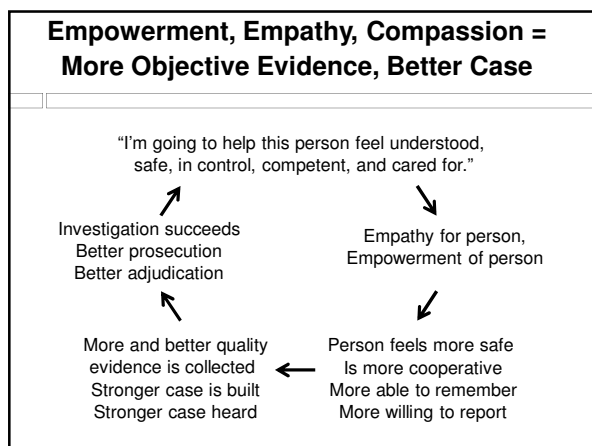 Empowerment, Empathy, Compassion =
More Objective Evidence, Better Case
“I’m going to help this person feel understood,
safe, in control, competent, and cared for.”
Empathy for person,
Empowerment of person
Person feels more safe
Is more cooperative
More able to remember
More willing to report
More and better quality
evidence is collected
Stronger case is built
Stronger case heard
Investigation succeeds
Better prosecution
Better adjudication